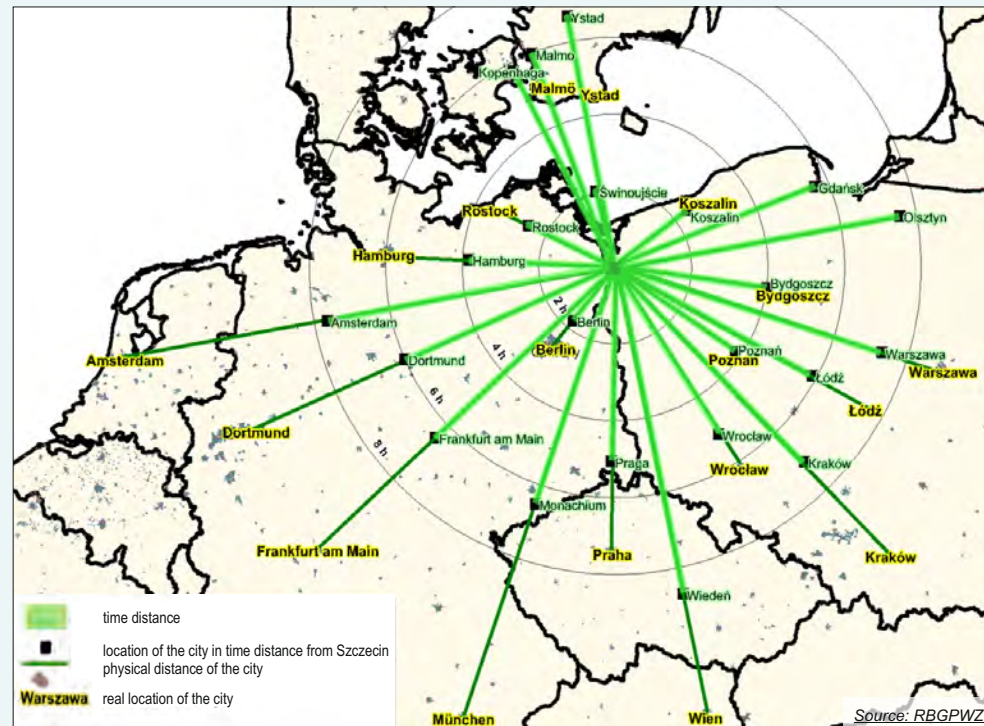 Ystad
Malmo
Kopenhaga
Malmö
Ystad
Świnoujście
Gdańsk
Koszalin
Koszalin
Rostock
Rostock
Olsztyn
Hamburg
Hamburg
Bydgoszcz
Bydgoszcz
2 h
Berlin
Berlin
Amsterdam
Amsterdam
4 h
Dortmund
Dortmund
Poznań
Poznan
Warszawa
Warszawa
Łódź
Łódź
6 h
8 h
Frankfurt am Main
Frankfurt am Main
Wrocław
Wrocław
Praga
Praha
Kraków
Kraków
Monachium
Wiedeń
München
Wien
time distance
location of the city in time distance from Szczecin
physical distance of the city
Warszawa real location of the city
Source: RBGPWZ